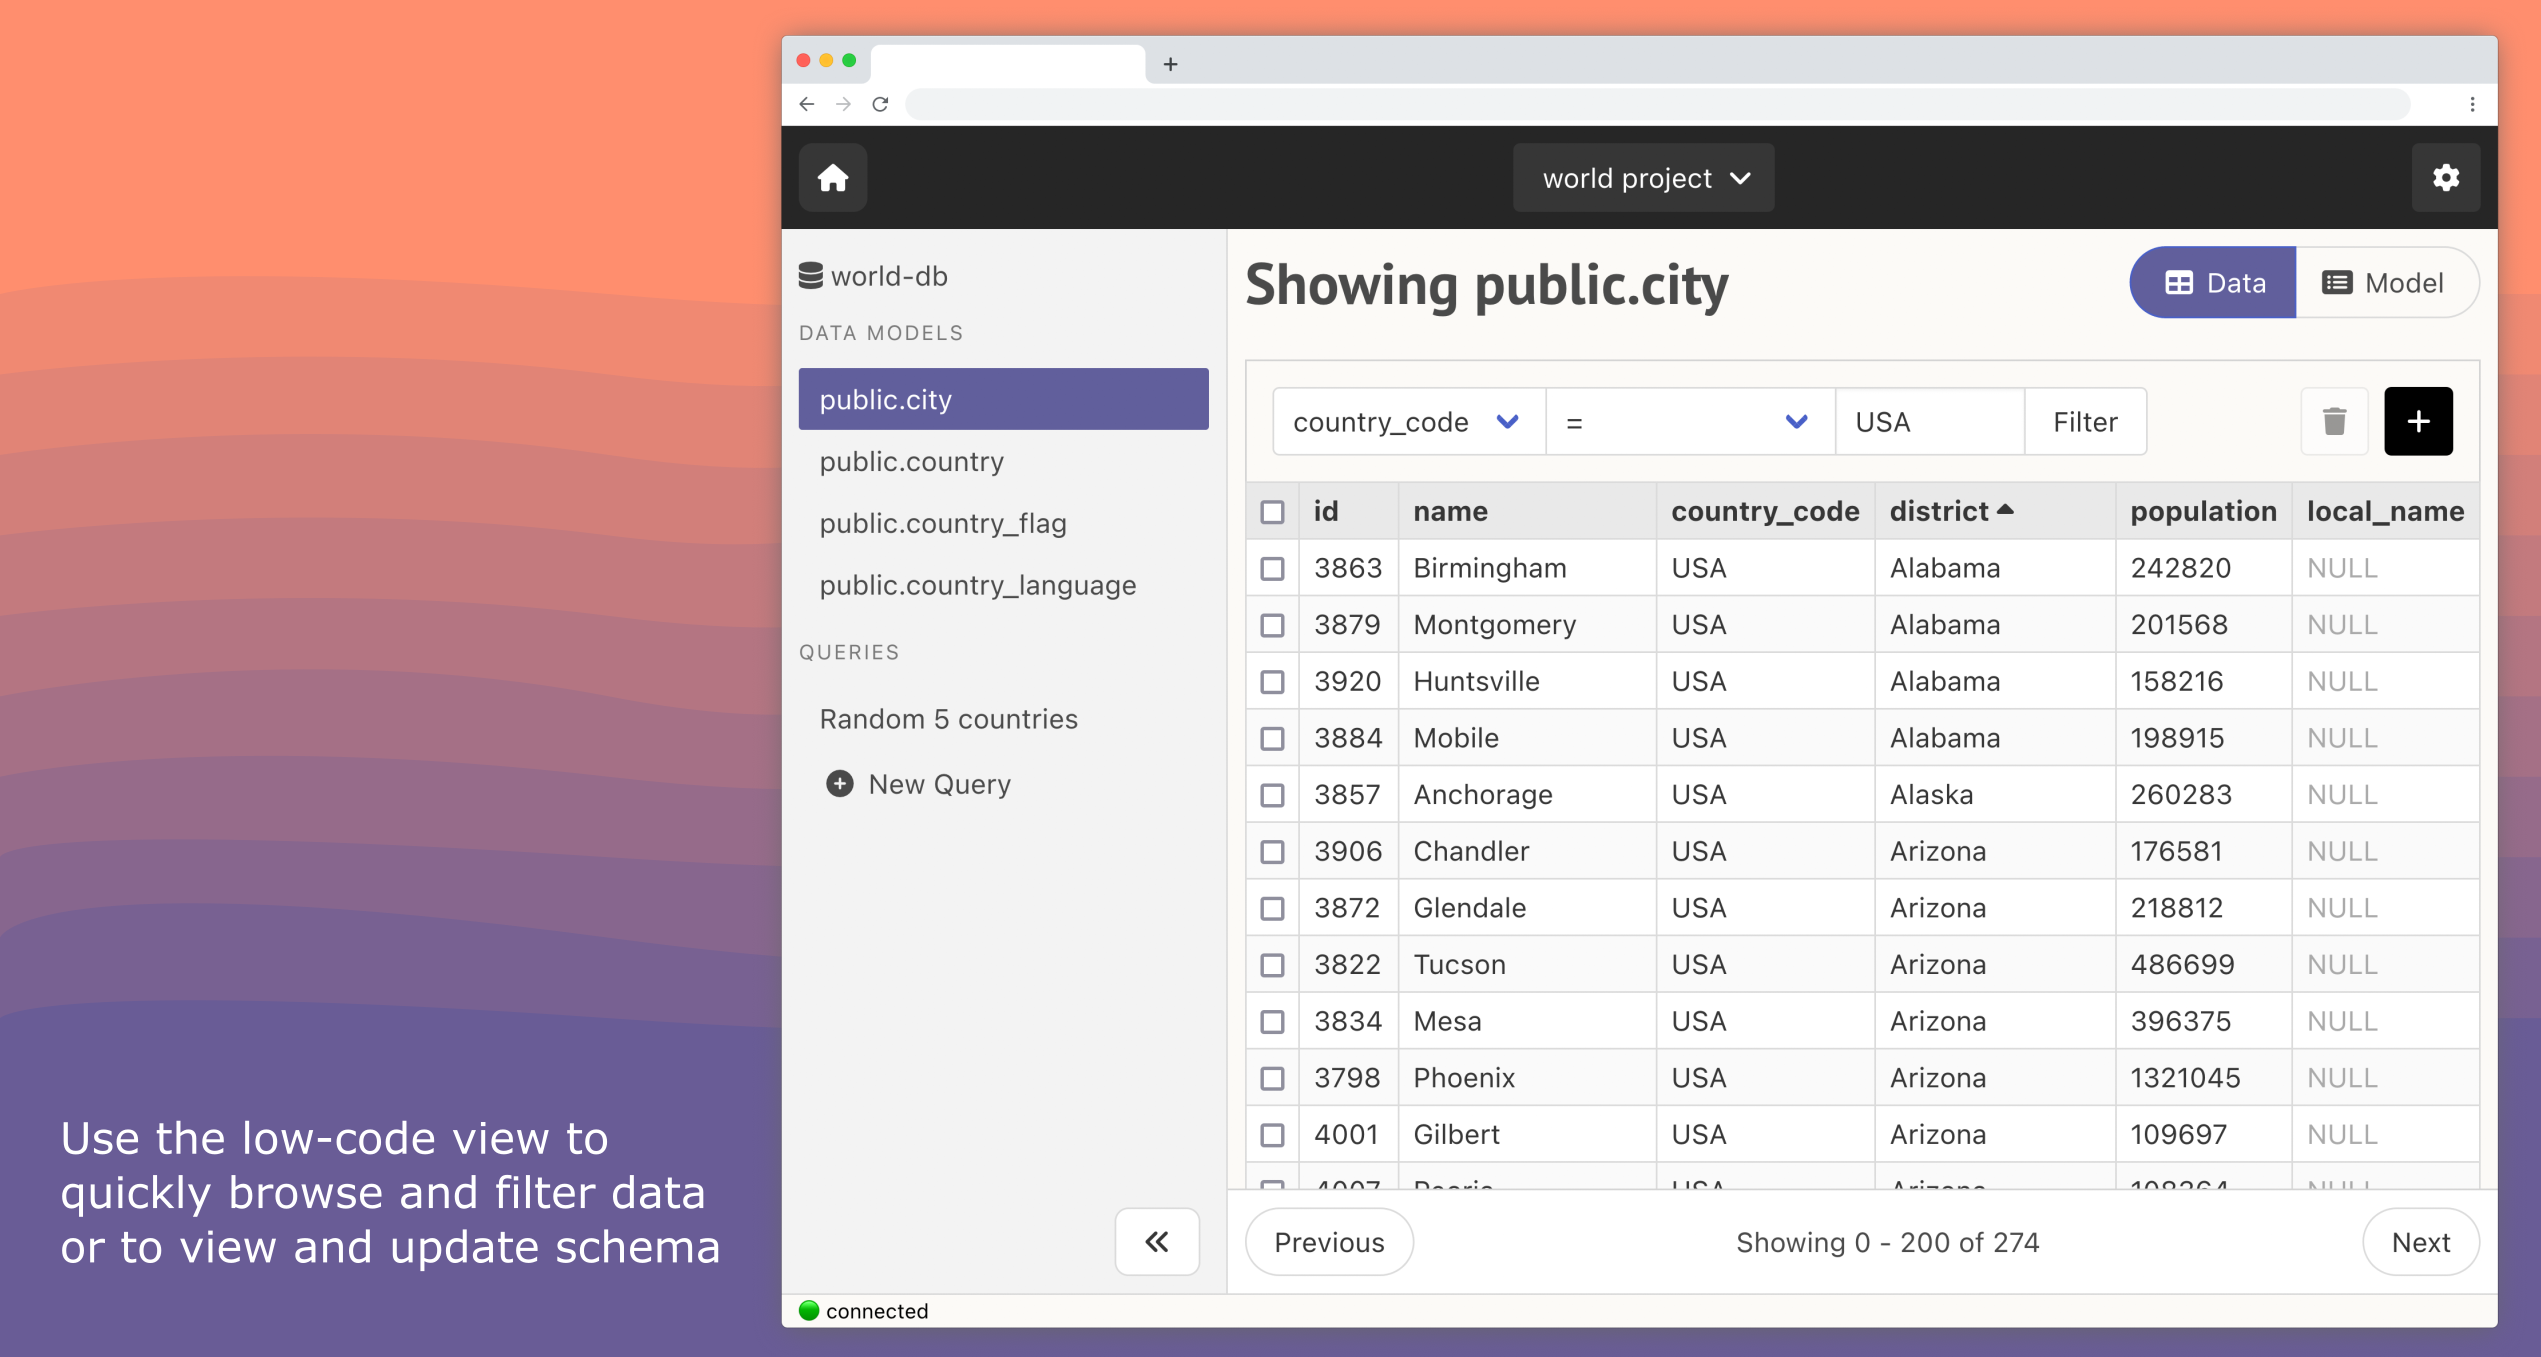 world project
world-db
DATA MODELS
public.city
public.country
public.country_flag
public.country_language
QUERIES
Random 5 countries
New Query
Showing public.city
Data Model
country_code = USA Filter
id name country_code district population local_name
3863 Birmingham USA Alabama 242820 NULL
3879 Montgomery USA Alabama 201568 NULL
3920 Huntsville USA Alabama 158216 NULL
3884 Mobile USA Alabama 198915 NULL
3857 Anchorage USA Alaska 260283 NULL
3906 Chandler USA Arizona 176581 NULL
3872 Glendale USA Arizona 218812 NULL
3822 Tucson USA Arizona 486699 NULL
3834 Mesa USA Arizona 396375 NULL
3798 Phoenix USA Arizona 1321045 NULL
4001 Gilbert USA Arizona 109697 NULL
4007 Peoria USA Arizona 108364 NULL
Previous Showing 0 - 200 of 274 Next
connected
Use the low-code view to
quickly browse and filter data
or to view and update schema